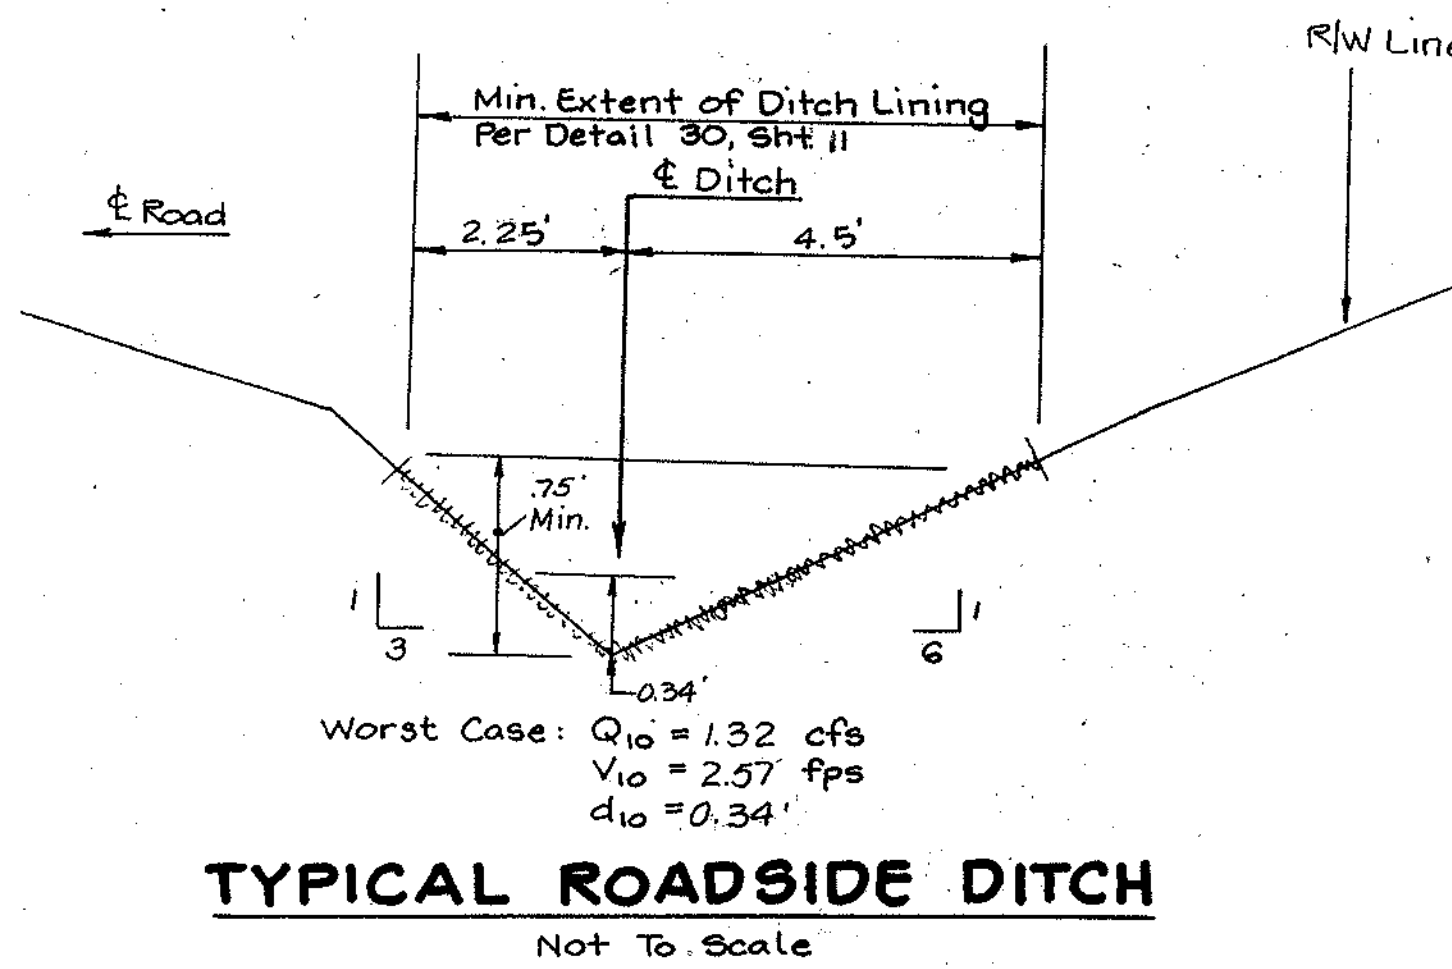 R/W Line
Min. Extent of Ditch Lining
Per Detail 30, Sht. 11
℄ Ditch
℄ Road
2.25'
4.5'
.75'
Min.
1
3
1
6
0.34'
Worst Case: Q10 = 1.32 cfs
V10 = 2.57 fps
d10 = 0.34'
TYPICAL ROADSIDE DITCH
Not To Scale